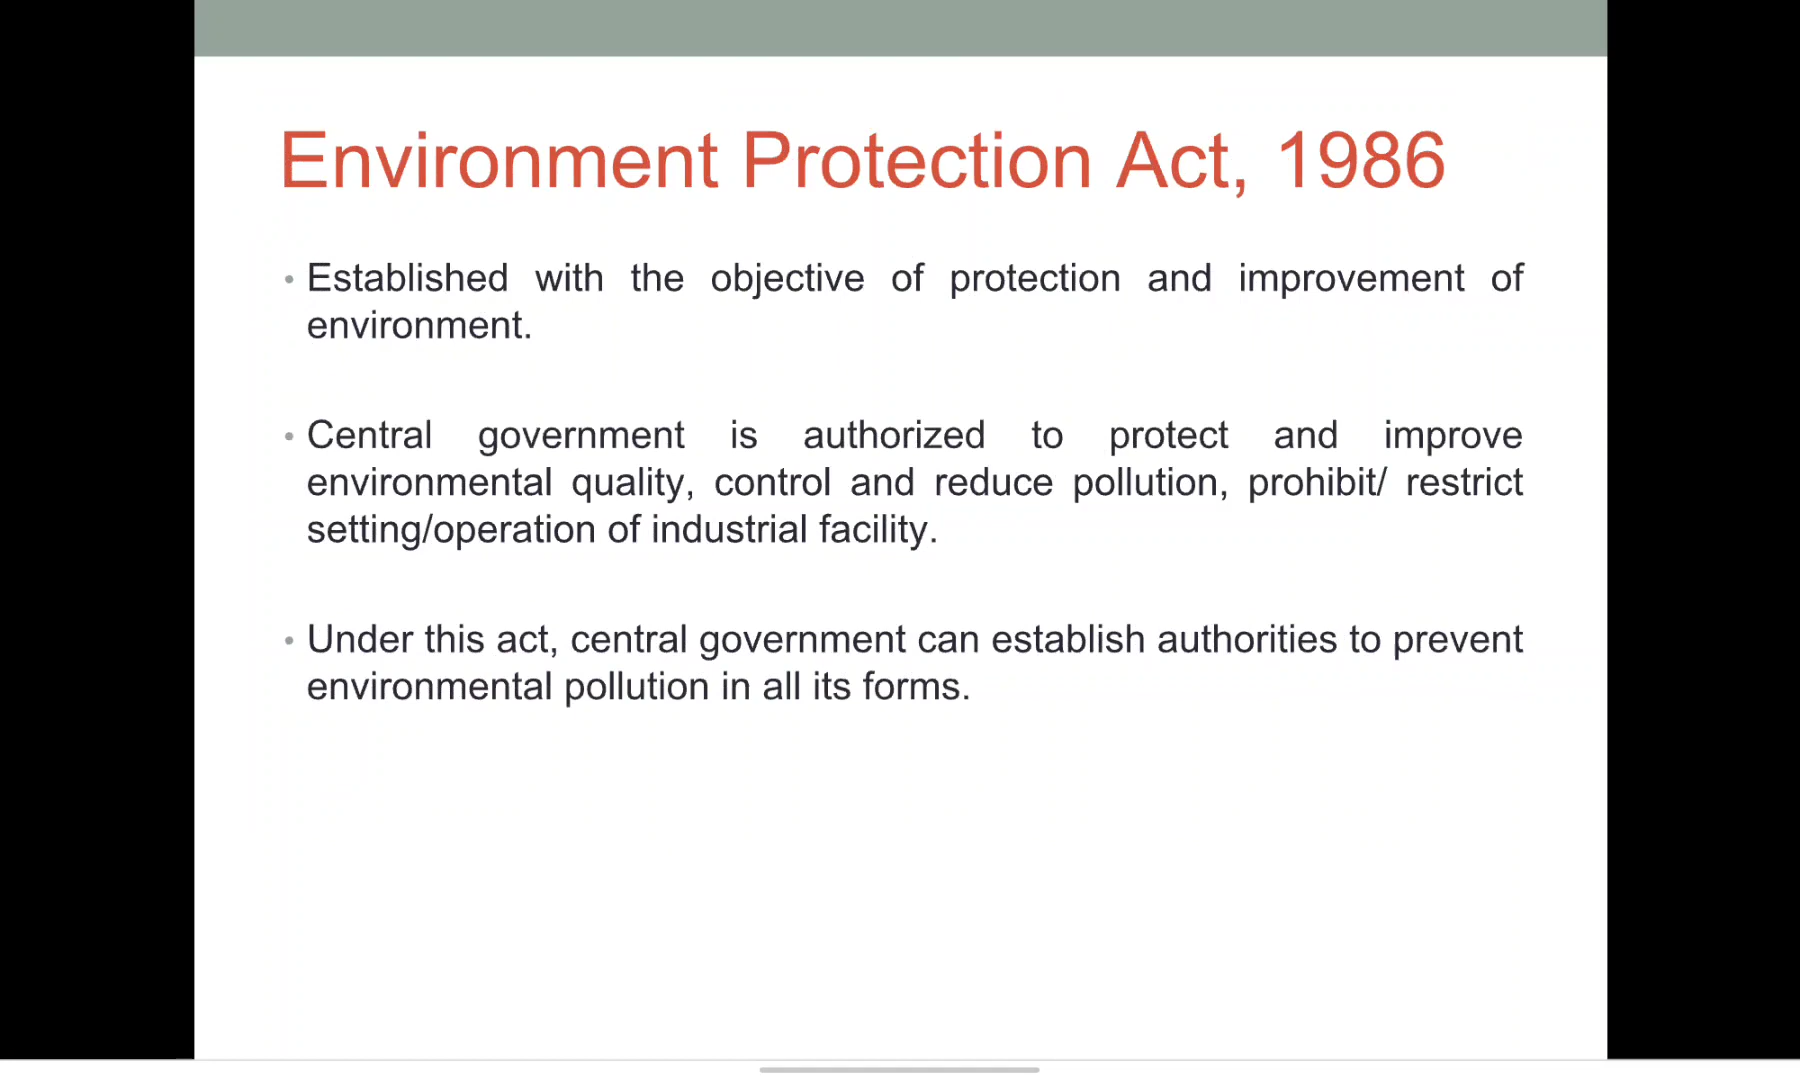 Environment Protection Act, 1986
• Established with the objective of protection and improvement of
environment.
• Central government is authorized to protect and improve
environmental quality, control and reduce pollution, prohibit/ restrict
setting/operation of industrial facility.
• Under this act, central government can establish authorities to prevent
environmental pollution in all its forms.